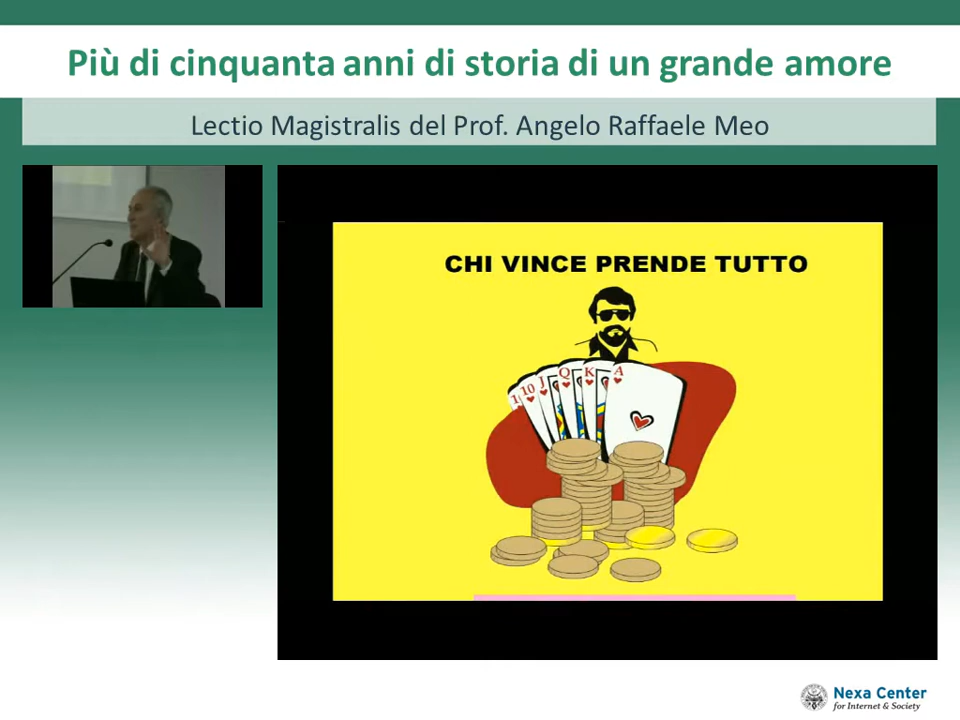 Più di cinquanta anni di storia di un grande amore
Lectio Magistralis del Prof. Angelo Raffaele Meo
CHI VINCE PRENDE TUTTO
10
J
Q
K
A
Nexa Center
for Internet & Society